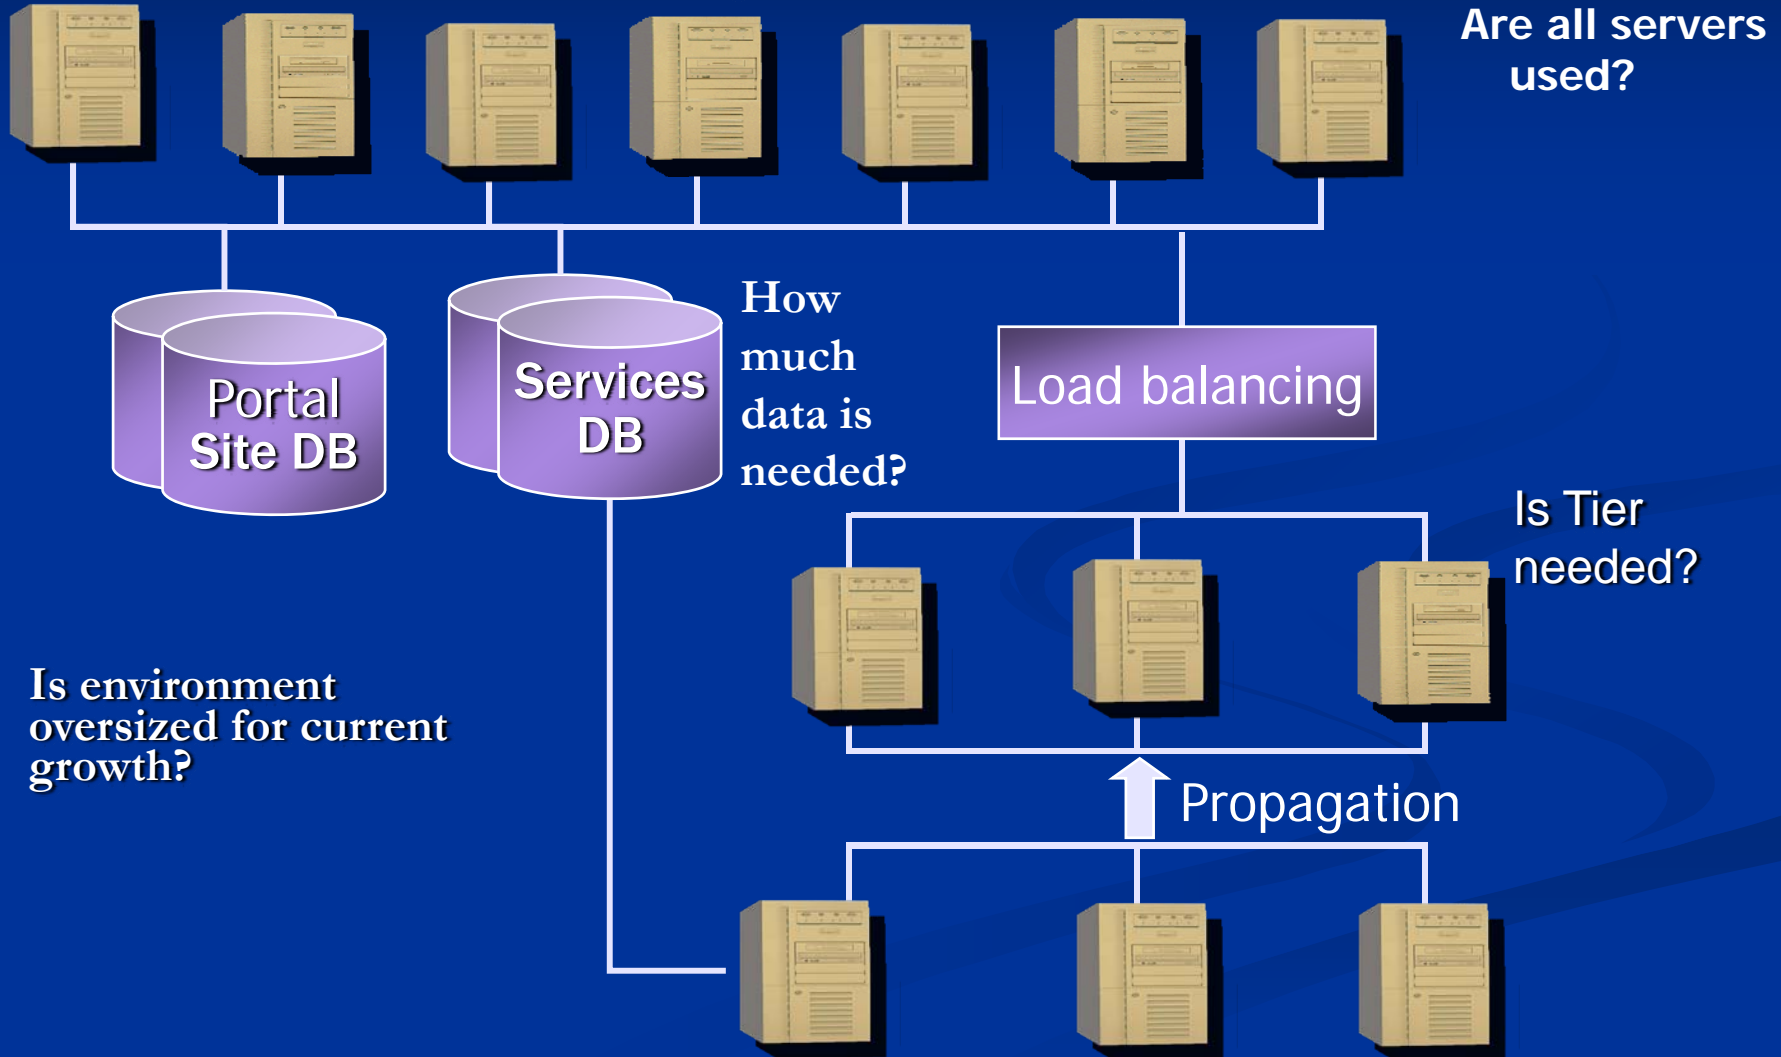 Are all servers
used?
How
much
data is
needed?
Portal
Site DB
Services
DB
Load balancing
Is Tier
needed?
Is environment
oversized for current
growth?
Propagation